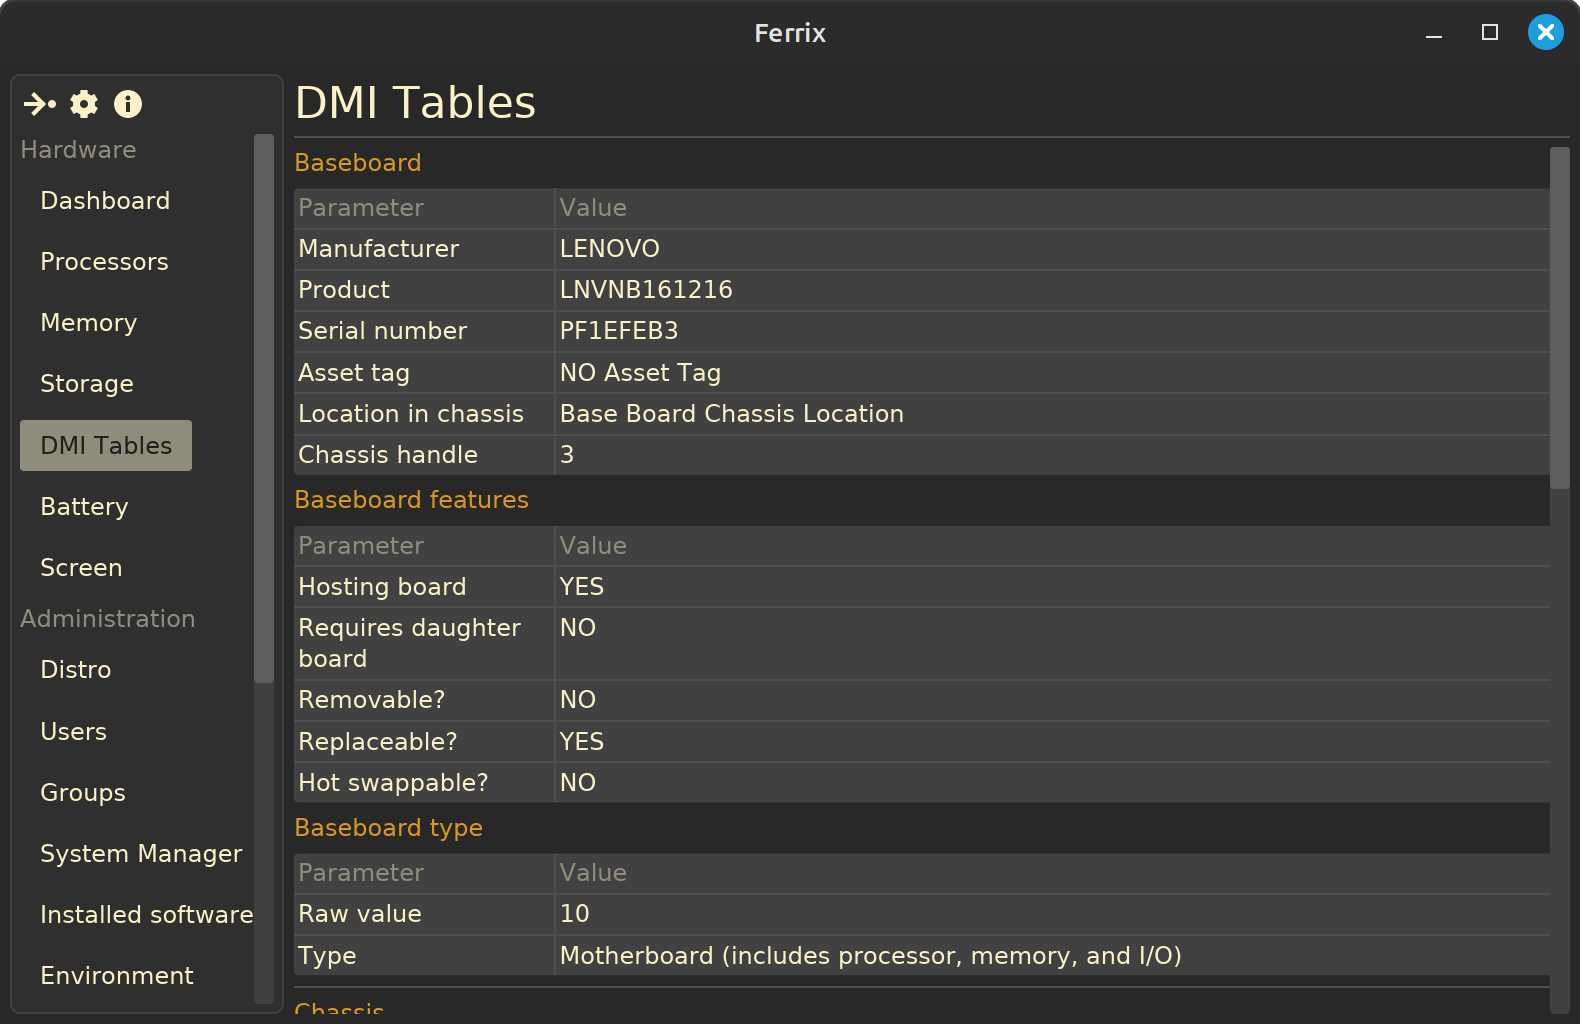 Ferrix
Hardware
Dashboard
Processors
Memory
Storage
DMI Tables
Battery
Screen
Administration
Distro
Users
Groups
System Manager
Installed software
Environment
DMI Tables
Baseboard
Parameter Value
Manufacturer LENOVO
Product LNVNB161216
Serial number PF1EFEB3
Asset tag NO Asset Tag
Location in chassis Base Board Chassis Location
Chassis handle 3
Baseboard features
Parameter Value
Hosting board YES
Requires daughter NO
board
Removable? NO
Replaceable? YES
Hot swappable? NO
Baseboard type
Parameter Value
Raw value 10
Type Motherboard (includes processor, memory, and I/O)
Chassis